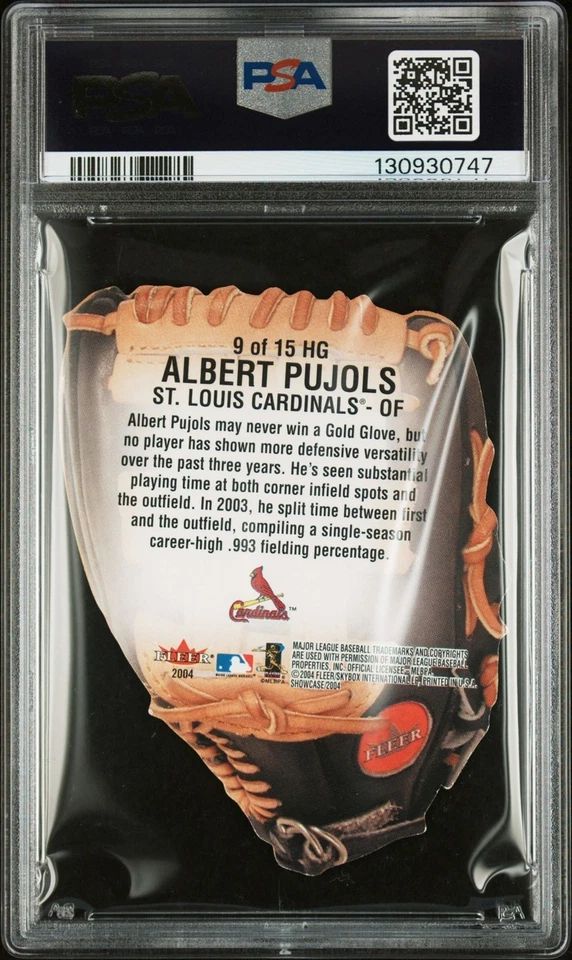 PSA
PSA
130930747
9 of 15 HG
ALBERT PUJOLS
ST. LOUIS CARDINALS®- OF
Albert Pujols may never win a Gold Glove, but
no player has shown more defensive versatility
over the past three years. He's seen substantial
playing time at both corner infield spots and
the outfield. In 2003, he split time between first
and the outfield, compiling a single-season
career-high .993 fielding percentage.
Cardinals™
FLEER
2004
©MLBPA
MAJOR LEAGUE BASEBALL TRADEMARKS AND COPYRIGHTS
ARE USED WITH PERMISSION OF MAJOR LEAGUE BASEBALL
PROPERTIES, INC. OFFICIAL LICENSEE- MLBPA
©2004 FLEER/SKYBOX INTERNATIONAL LP, PRINTED IN U.S.A.
SHOWCASE/2004
FLEER